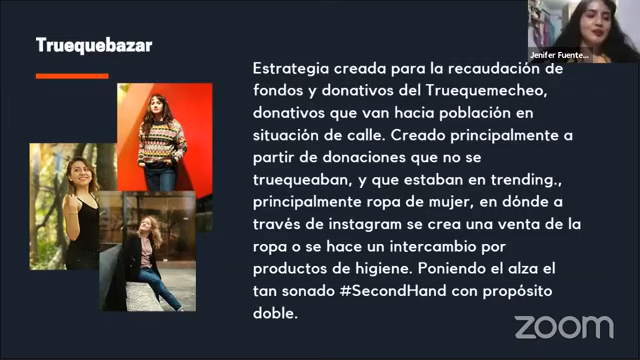 Truequebazar
Jenifer Fuente...
Estrategia creada para la recaudación de
fondos y donativos del Truequemecheo,
donativos que van hacia población en
situación de calle. Creado principalmente a
partir de donaciones que no se
truequeaban, y que estaban en trending.,
principalmente ropa de mujer, en dónde a
través de instagram se crea una venta de la
ropa o se hace un intercambio por
productos de higiene. Poniendo el alza el
tan sonado #SecondHand con propósito
doble.
zoom